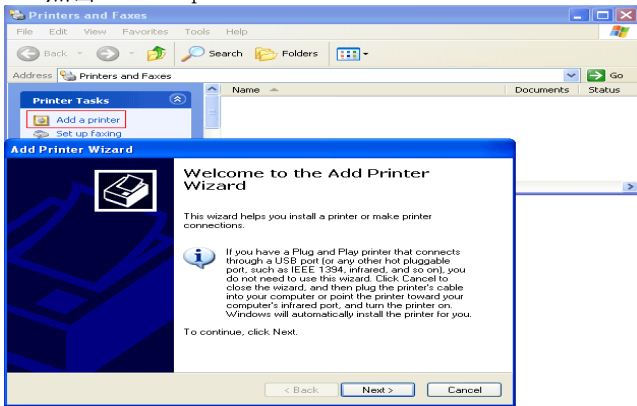 Printers and Faxes
File Edit View Favorites Tools Help
Back Search Folders
Address Printers and Faxes Go
Name Documents Status
Printer Tasks
Add a printer
Set up faxing
Add Printer Wizard
Welcome to the Add Printer
Wizard
This wizard helps you install a printer or make printer
connections.
If you have a Plug and Play printer that connects
through a USB port (or any other hot pluggable
port, such as IEEE 1394, infrared, and so on), you
do not need to use this wizard. Click Cancel to
close the wizard, and then plug the printer's cable
into your computer or point the printer toward your
computer's infrared port, and turn the printer on.
Windows will automatically install the printer for you.
To continue, click Next.
< Back Next > Cancel